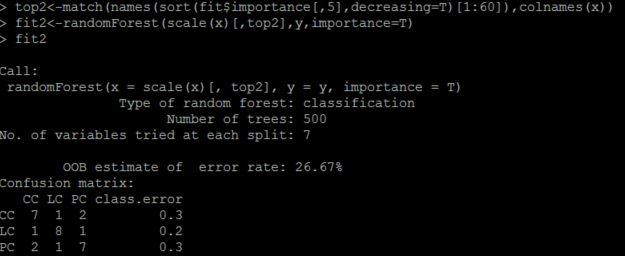 > top2<-match(names(sort(fit$importance[,5],decreasing=T)[1:60]),colnames(x))
> fit2<-randomForest(scale(x)[,top2],y,importance=T)
> fit2
Call:
randomForest(x = scale(x)[, top2], y = y, importance = T)
Type of random forest: classification
Number of trees: 500
No. of variables tried at each split: 7
OOB estimate of  error rate: 26.67%
Confusion matrix:
CC LC PC class.error
CC  7  1  2         0.3
LC  1  8  1         0.2
PC  2  1  7         0.3